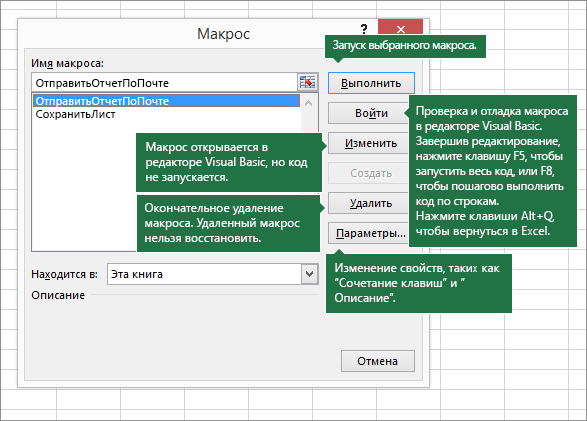 Макрос
?
Запуск выбранного макроса.
Имя макроса:
ОтправитьОтчетПоПочте
Выполнить
ОтправитьОтчетПоПочте
СохранитьЛист
Войти
Проверка и отладка макроса
в редакторе Visual Basic.
Завершив редактирование,
нажмите клавишу F5, чтобы
запустить весь код, или F8,
чтобы пошагово выполнить
код по строкам.
Нажмите клавиши Alt+Q,
чтобы вернуться в Excel.
Изменить
Макрос открывается в
редакторе Visual Basic, но код
не запускается.
Создать
Удалить
Окончательное удаление
макроса. Удаленный макрос
нельзя восстановить.
Параметры...
Изменение свойств, таких как
"Сочетание клавиш" и "
Описание".
Находится в:
Эта книга
Описание
Отмена